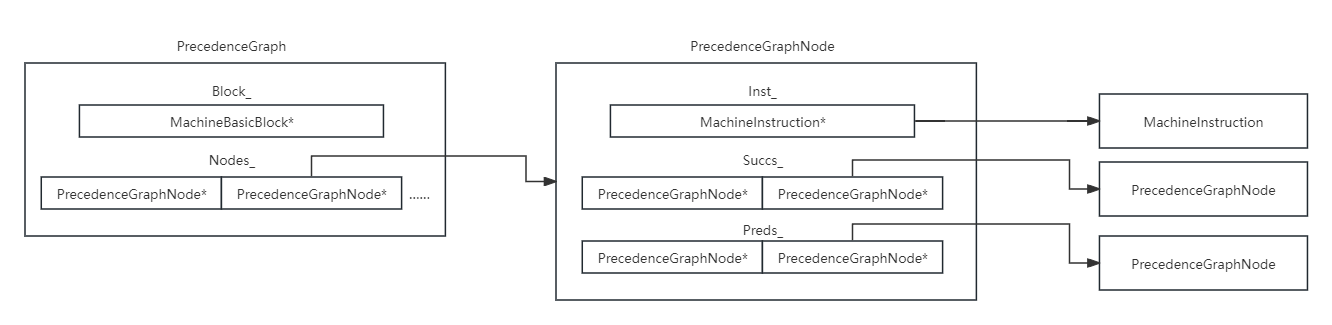 PrecedenceGraph
Block_
MachineBasicBlock*
Nodes_
PrecedenceGraphNode* PrecedenceGraphNode* ......
PrecedenceGraphNode
Inst_
MachineInstruction*
Succs_
PrecedenceGraphNode* PrecedenceGraphNode*
Preds_
PrecedenceGraphNode* PrecedenceGraphNode*
MachineInstruction
PrecedenceGraphNode
PrecedenceGraphNode